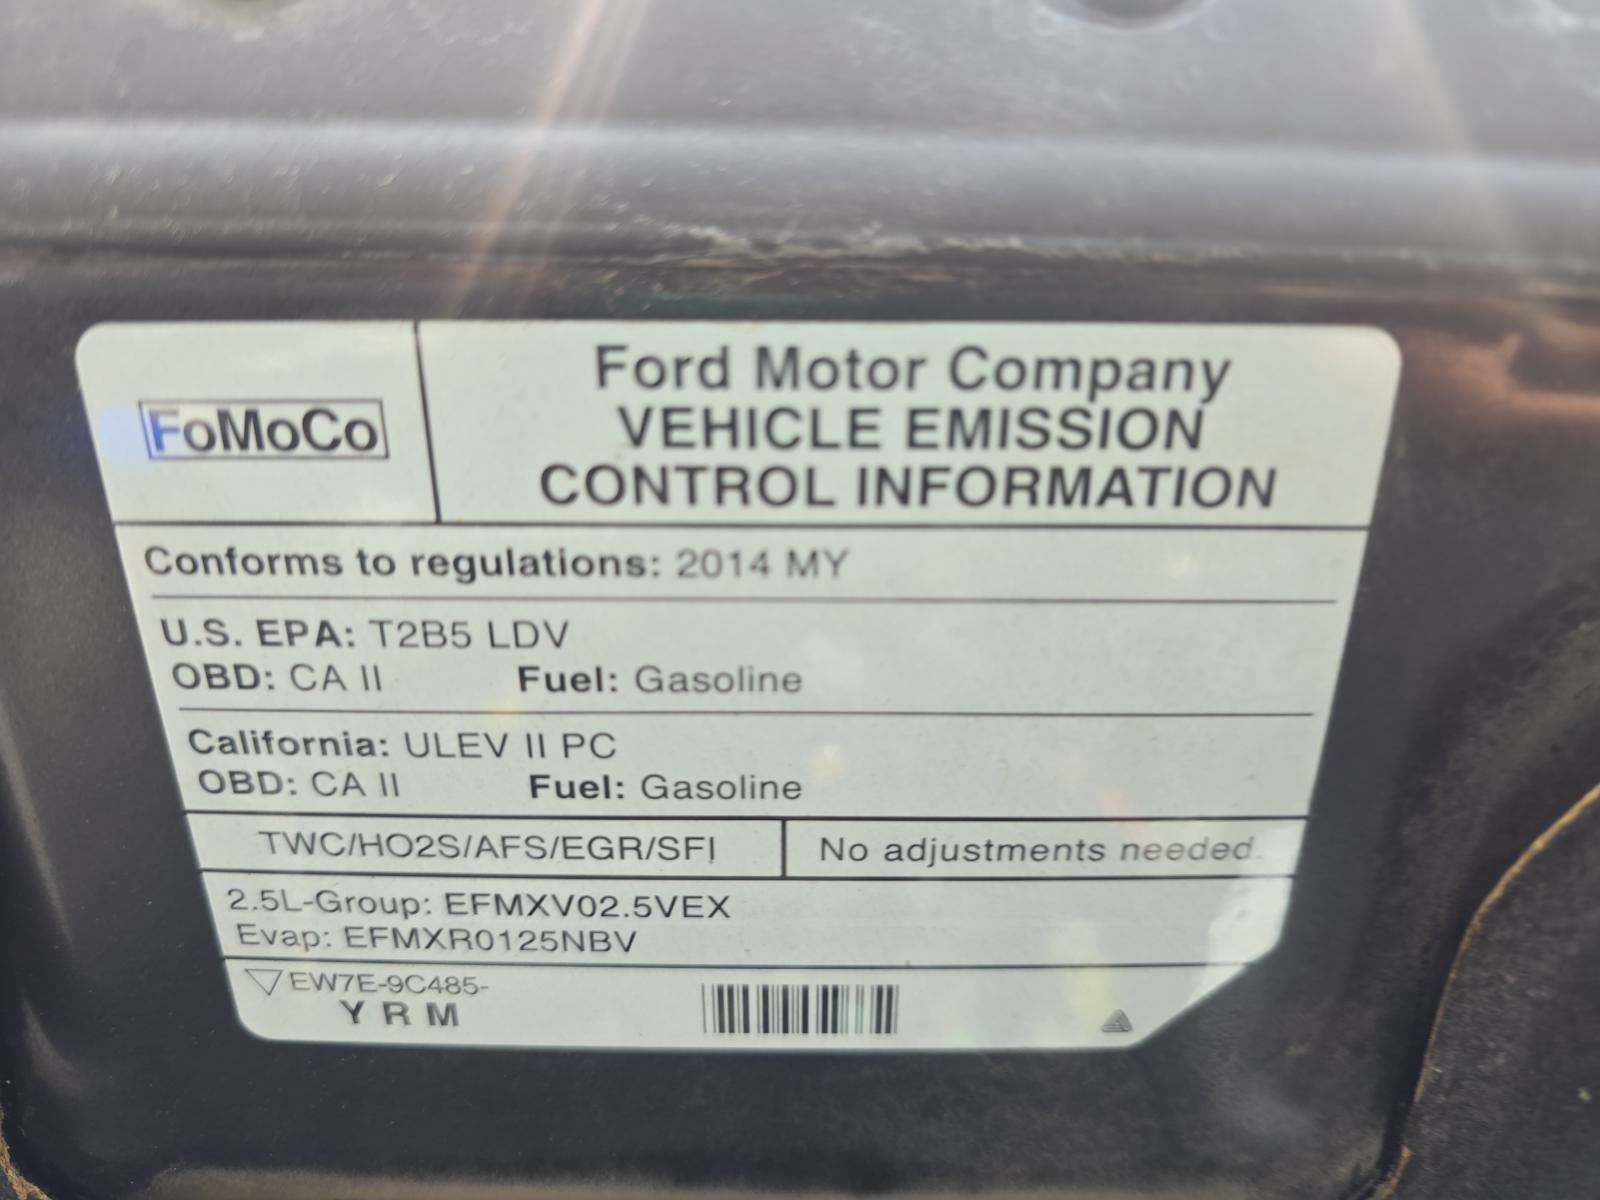 FoMoCo
Ford Motor Company
VEHICLE EMISSION
CONTROL INFORMATION
Conforms to regulations: 2014 MY
U.S. EPA: T2B5 LDV
OBD: CA II Fuel: Gasoline
California: ULEV II PC
OBD: CA II Fuel: Gasoline
TWC/HO2S/AFS/EGR/SFI No adjustments needed.
2.5L-Group: EFMXV02.5VEX
Evap: EFMXR0125NBV
EW7E-9C485-
Y R M